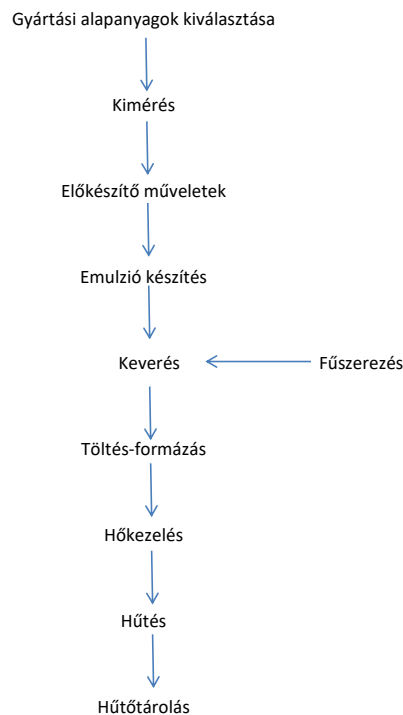 Gyártási alapanyagok kiválasztása
Kimérés
Előkészítő műveletek
Emulzió készítés
Keverés
Fűszerezés
Töltés-formázás
Hőkezelés
Hűtés
Hűtőtárolás